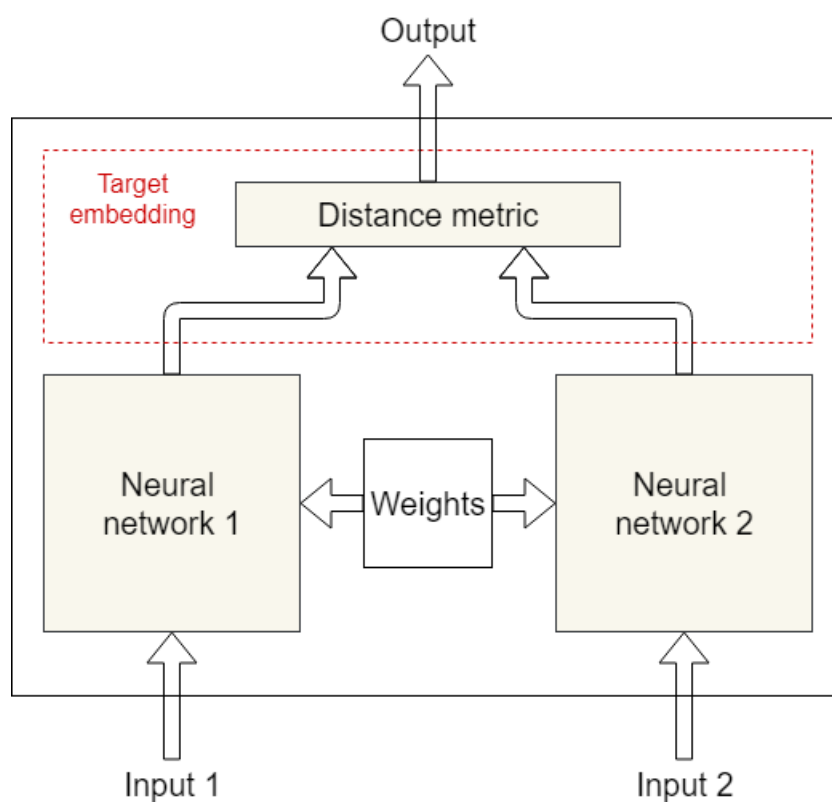 Output
Target
embedding
Distance metric
Neural
network 1
Weights
Neural
network 2
Input 1
Input 2